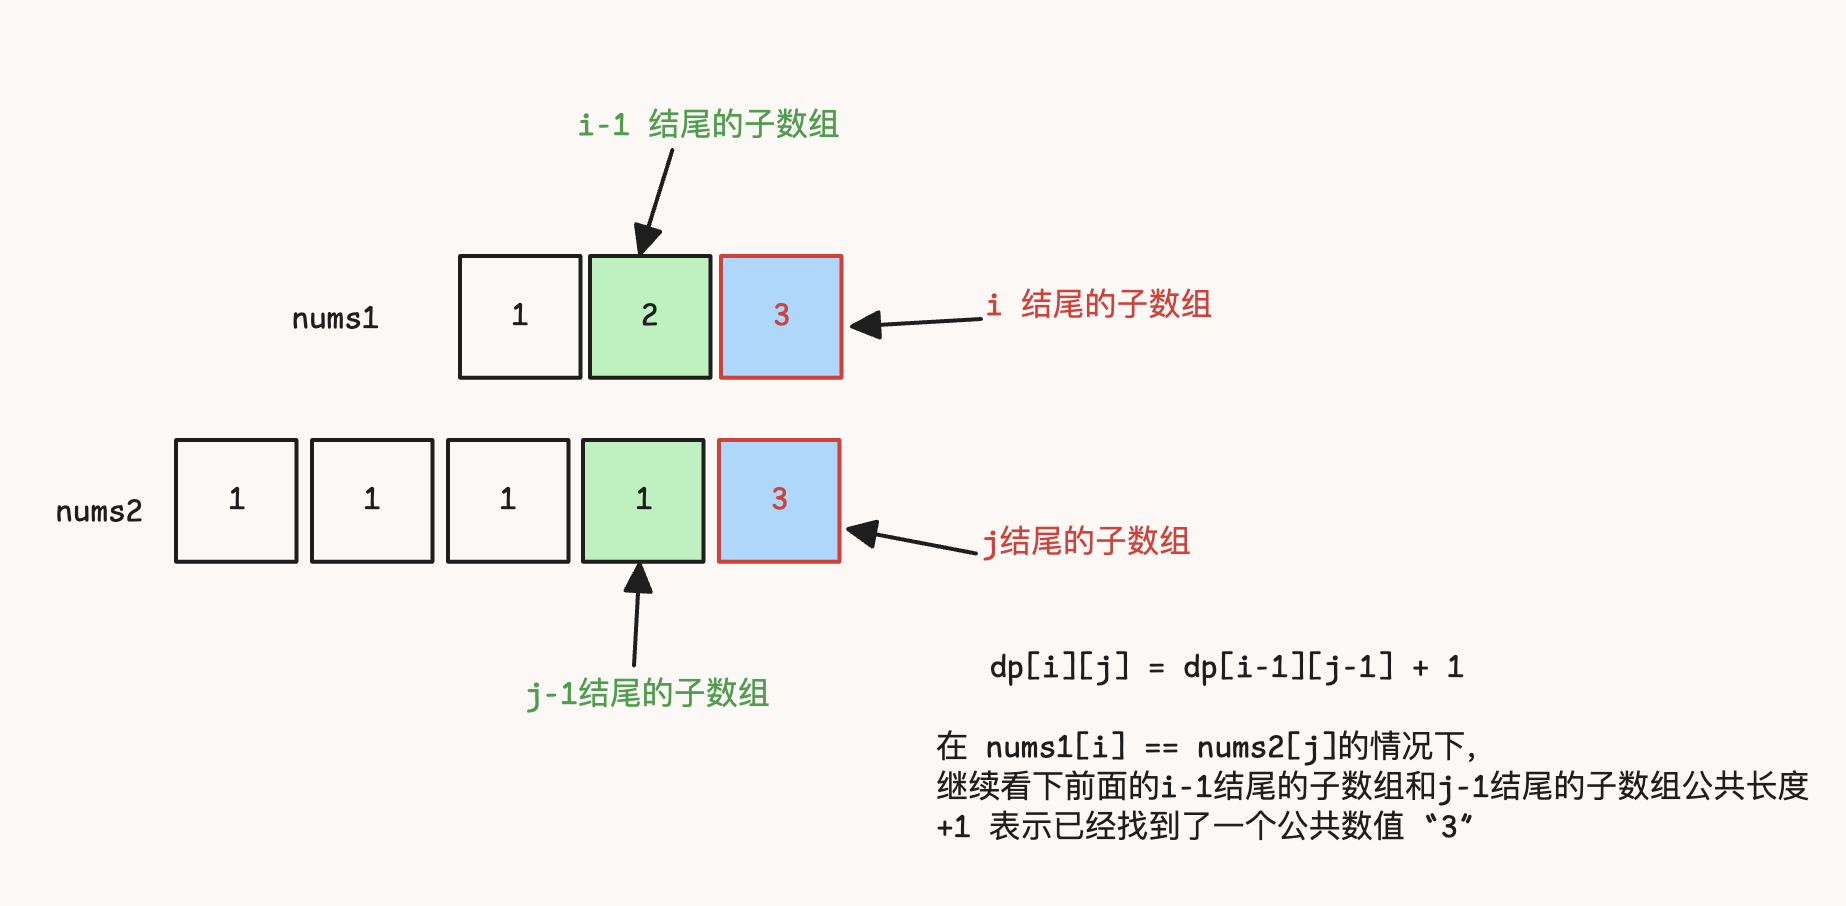 i-1 结尾的子数组
nums1
1 2 3
i 结尾的子数组
nums2
1 1 1 1 3
j结尾的子数组
j-1结尾的子数组
dp[i][j] = dp[i-1][j-1] + 1
在 nums1[i] == nums2[j]的情况下,
继续看下前面的i-1结尾的子数组和j-1结尾的子数组公共长度
+1 表示已经找到了一个公共数值 “3”